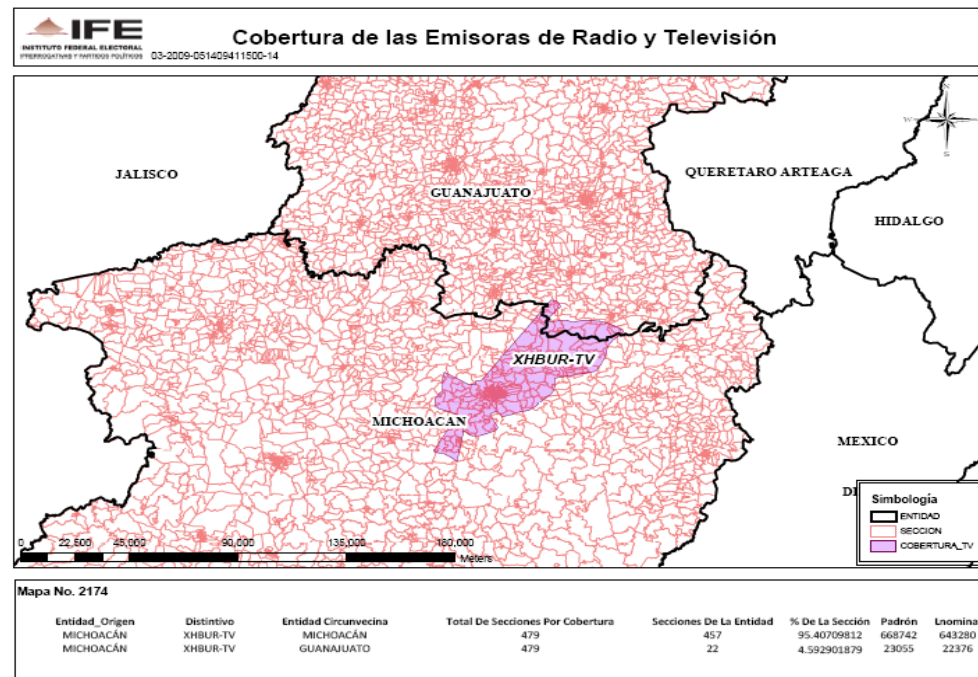 IFE
INSTITUTO FEDERAL ELECTORAL
PRERROGATIVAS Y PARTIDOS POLÍTICOS
03-2009-051409411500-14
Cobertura de las Emisoras de Radio y Televisión
N
W
E
S
JALISCO
GUANAJUATO
QUERETARO ARTEAGA
HIDALGO
XHBUR-TV
MICHOACAN
MEXICO
DI
Simbología
ENTIDAD
SECCION
COBERTURA_TV
0 22,500 45,000 90,000 135,000 180,000
Meters
Mapa No. 2174
Entidad_Origen Distintivo Entidad Circunvecina Total De Secciones Por Cobertura Secciones De La Entidad % De La Sección Padrón Lnominal
MICHOACÁN XHBUR-TV MICHOACÁN 479 457 95.40709812 668742 643280
MICHOACÁN XHBUR-TV GUANAJUATO 479 22 4.592901879 23055 22376